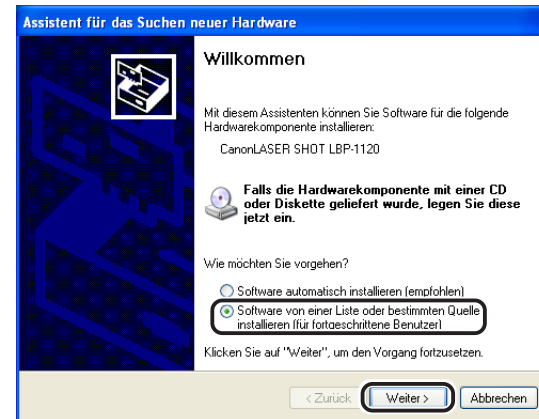 Assistent für das Suchen neuer Hardware
Willkommen
Mit diesem Assistenten können Sie Software für die folgende
Hardwarekomponente installieren:
CanonLASER SHOT LBP-1120
Falls die Hardwarekomponente mit einer CD
oder Diskette geliefert wurde, legen Sie diese
jetzt ein.
Wie möchten Sie vorgehen?
Software automatisch installieren (empfohlen)
Software von einer Liste oder bestimmten Quelle
installieren (für fortgeschrittene Benutzer)
Klicken Sie auf "Weiter", um den Vorgang fortzusetzen.
< Zurück Weiter > Abbrechen